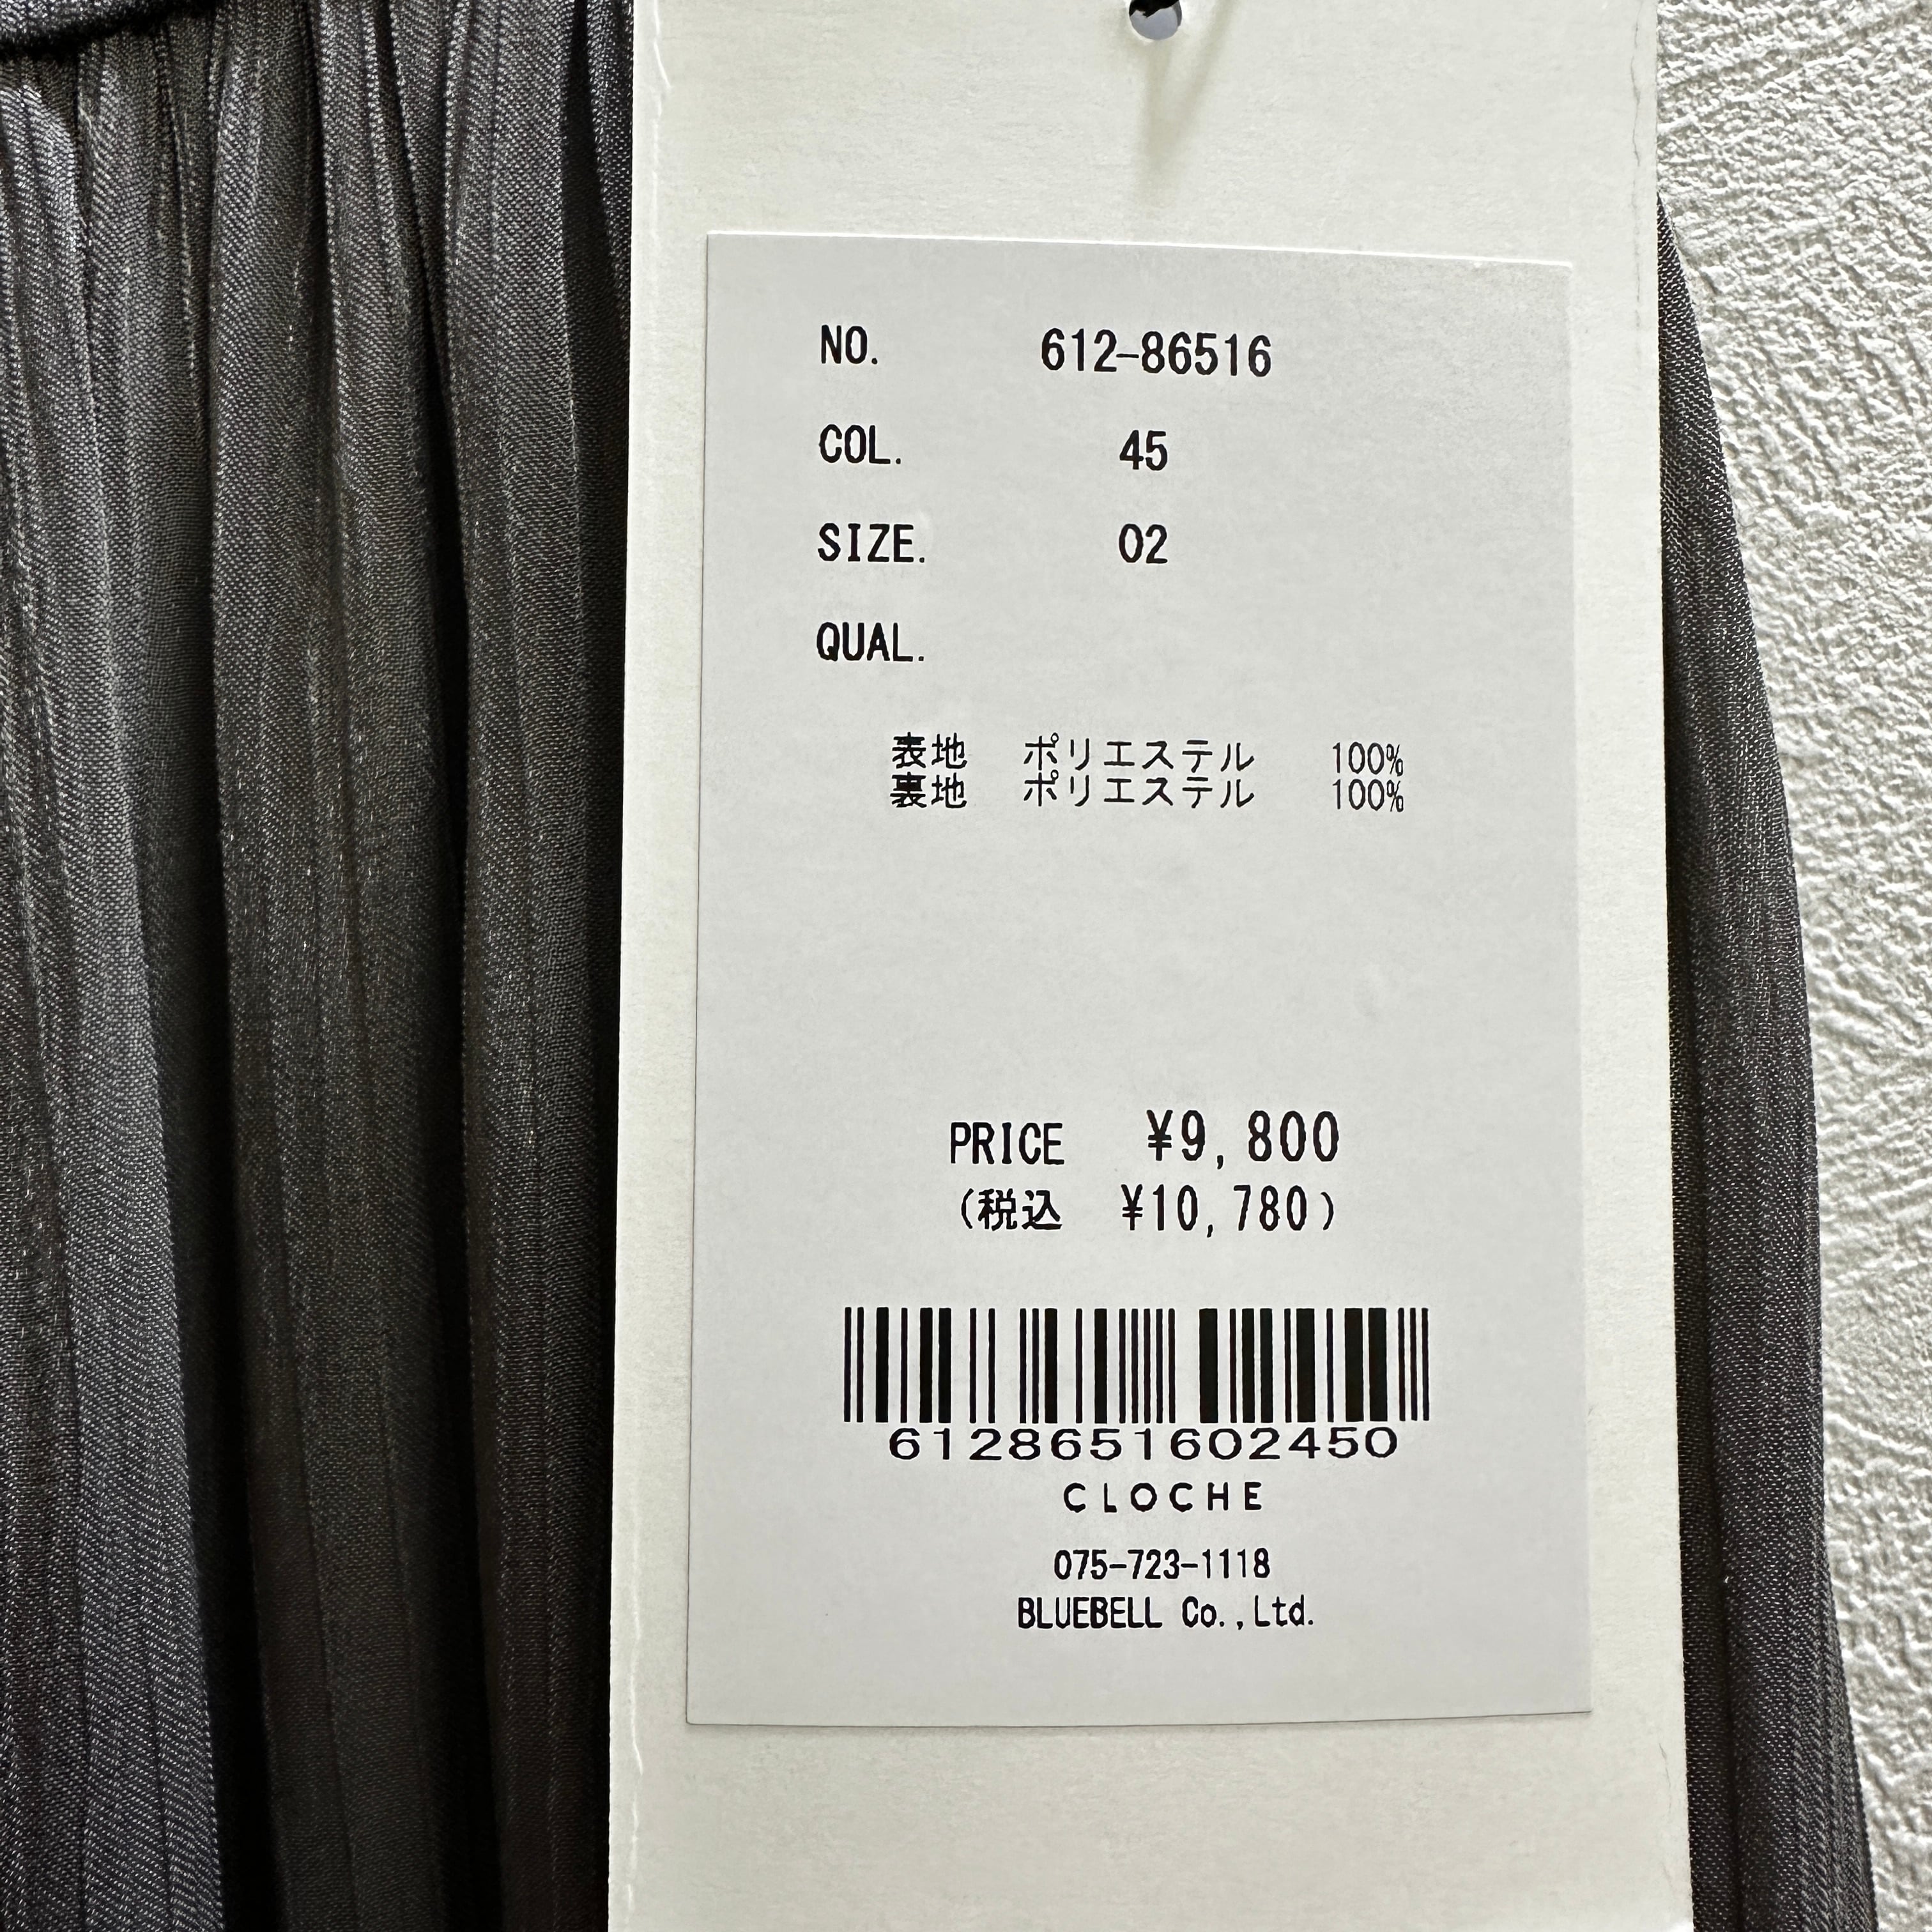 NO. 612-86516
COL. 45
SIZE. 02
QUAL.
表地 ポリエステル 100%
裏地 ポリエステル 100%
PRICE ¥9,800
(税込 ¥10,780)
6128651602450
CLOCHE
075-723-1118
BLUEBELL Co.,Ltd.